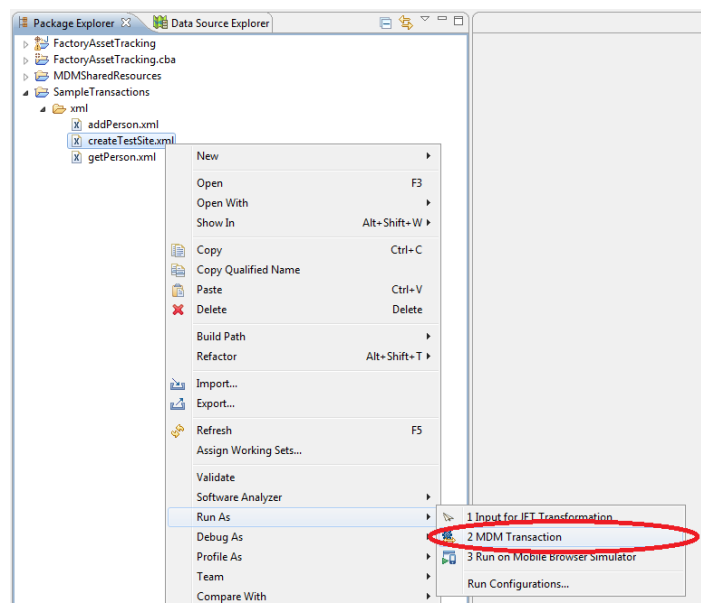 Package Explorer Data Source Explorer
FactoryAssetTracking
FactoryAssetTracking.cba
MDMSharedResources
SampleTransactions
xml
addPerson.xml
createTestSite.xml
getPerson.xml
New
Open F3
Open With
Show In Alt+Shift+W
Copy Ctrl+C
Copy Qualified Name
Paste Ctrl+V
Delete Delete
Build Path
Refactor Alt+Shift+T
Import...
Export...
Refresh F5
Assign Working Sets...
Validate
Software Analyzer
Run As
Debug As
Profile As
Team
Compare With
1 Input for JET Transformation
2 MDM Transaction
3 Run on Mobile Browser Simulator
Run Configurations...